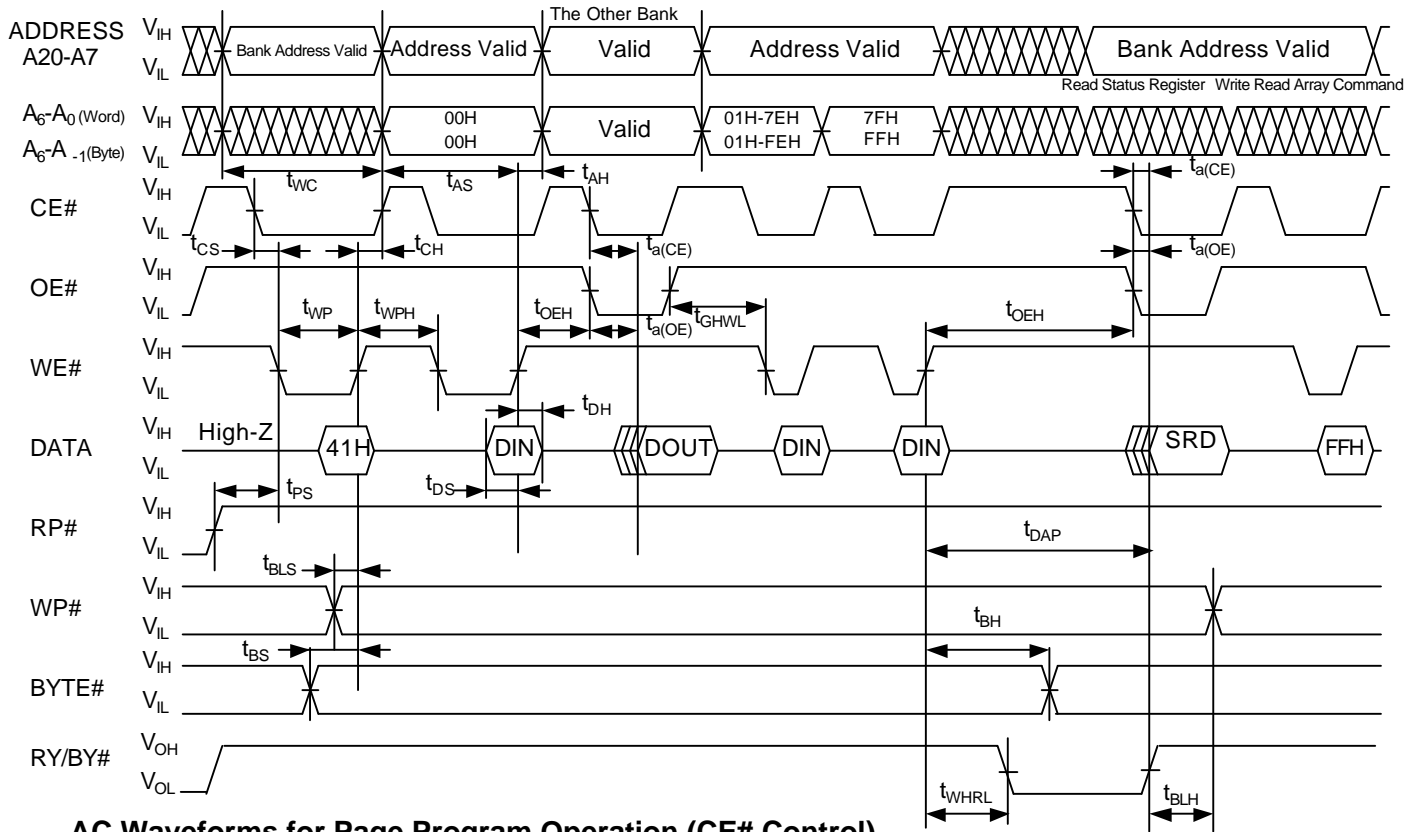 The Other Bank
ADDRESS
A20-A7
VIH
VIL
Bank Address Valid
Address Valid
Valid
Address Valid
Bank Address Valid
Read Status Register
Write Read Array Command
A6-A0 (Word)
A6-A -1(Byte)
VIH
VIL
00H
00H
Valid
01H-7EH
01H-FEH
7FH
FFH
tWC
tAS
tAH
ta(CE)
CE#
VIH
VIL
tCS
tCH
ta(CE)
ta(OE)
OE#
VIH
VIL
tWP
tWPH
tOEH
ta(OE)
tGHWL
tOEH
WE#
VIH
VIL
tDH
DATA
VIH
VIL
High-Z
41H
DIN
DOUT
DIN
DIN
SRD
FFH
tPS
tDS
RP#
VIH
VIL
tDAP
tBLS
WP#
VIH
VIL
tBH
tBS
BYTE#
VIH
VIL
RY/BY#
VOH
VOL
tWHRL
tBLH
AC Waveforms for Page Program Operation (CE# Control)